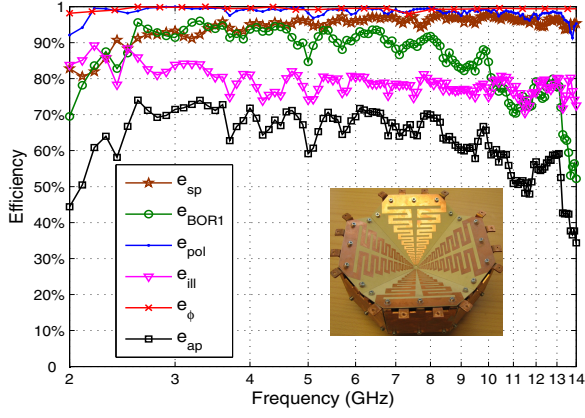 1
90%
80%
70%
60%
50%
40%
30%
20%
10%
0
Efficiency
e_sp
e_BOR1
e_pol
e_ill
e_ϕ
e_ap
2 3 4 5 6 7 8 9 10 11 12 13 14
Frequency (GHz)